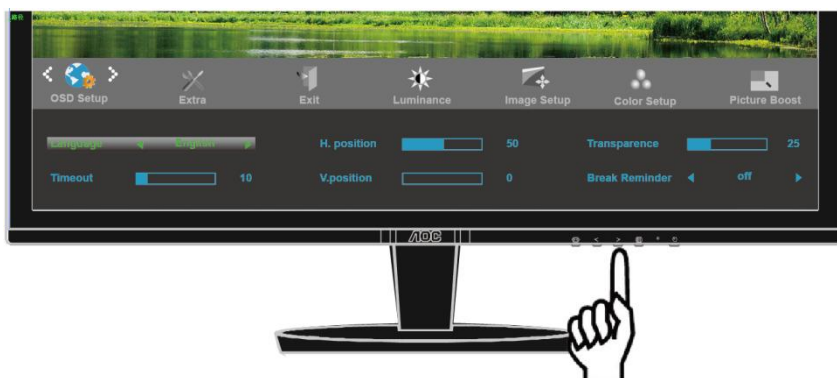 OSD Setup Extra Exit Luminance Image Setup Color Setup Picture Boost
Language English H. position 50 Transparence 25
Timeout 10 V.position 0 Break Reminder off
AOC